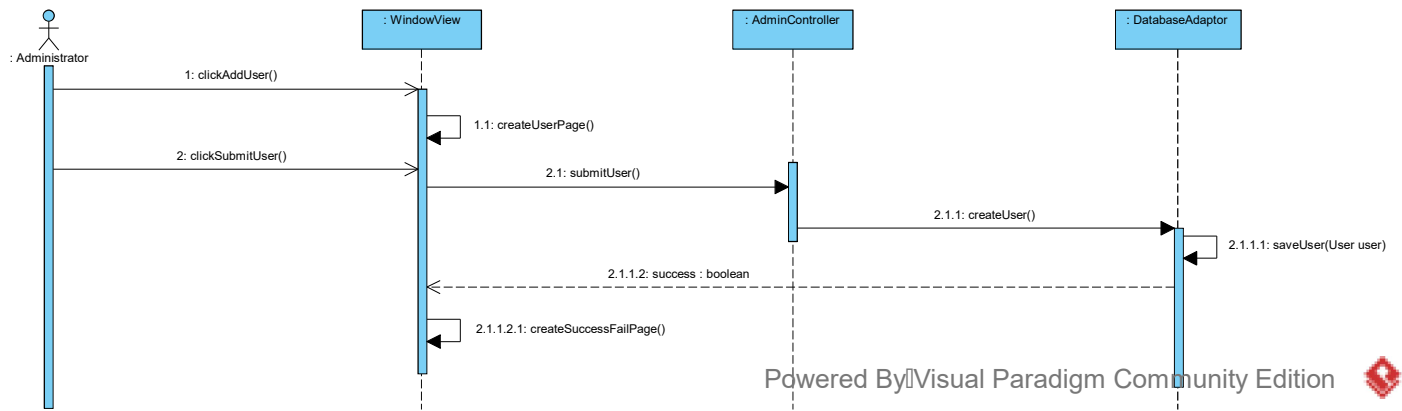 : WindowView
: AdminController
: DatabaseAdaptor
: Administrator
1: clickAddUser()
1.1: createUserPage()
2: clickSubmitUser()
2.1: submitUser()
2.1.1: createUser()
2.1.1.1: saveUser(User user)
2.1.1.2: success : boolean
2.1.1.2.1: createSuccessFailPage()
Powered By Visual Paradigm Community Edition